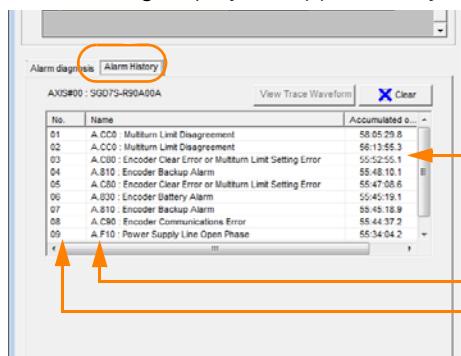 Alarm diagnosis Alarm History
AXIS#00 : SGD7S-R90A00A View Trace Waveform Clear
No. Name Accumulated o...
01 A.CC0 : Multiturn Limit Disagreement 58:05:29.8
02 A.CC0 : Multiturn Limit Disagreement 56:13:55.3
03 A.C80 : Encoder Clear Error or Multiturn Limit Setting Error 55:52:55.1
04 A.810 : Encoder Backup Alarm 55:48:10.1
05 A.C80 : Encoder Clear Error or Multiturn Limit Setting Error 55:47:08.6
06 A.830 : Encoder Battery Alarm 55:45:19.1
07 A.810 : Encoder Backup Alarm 55:45:18.9
08 A.C90 : Encoder Communications Error 55:44:37.2
09 A.F10 : Power Supply Line Open Phase 55:34:04.2